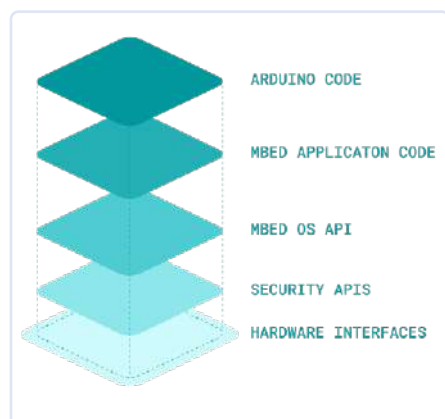 ARDUINO CODE
MBED APPLICATON CODE
MBED OS API
SECURITY APIS
HARDWARE INTERFACES